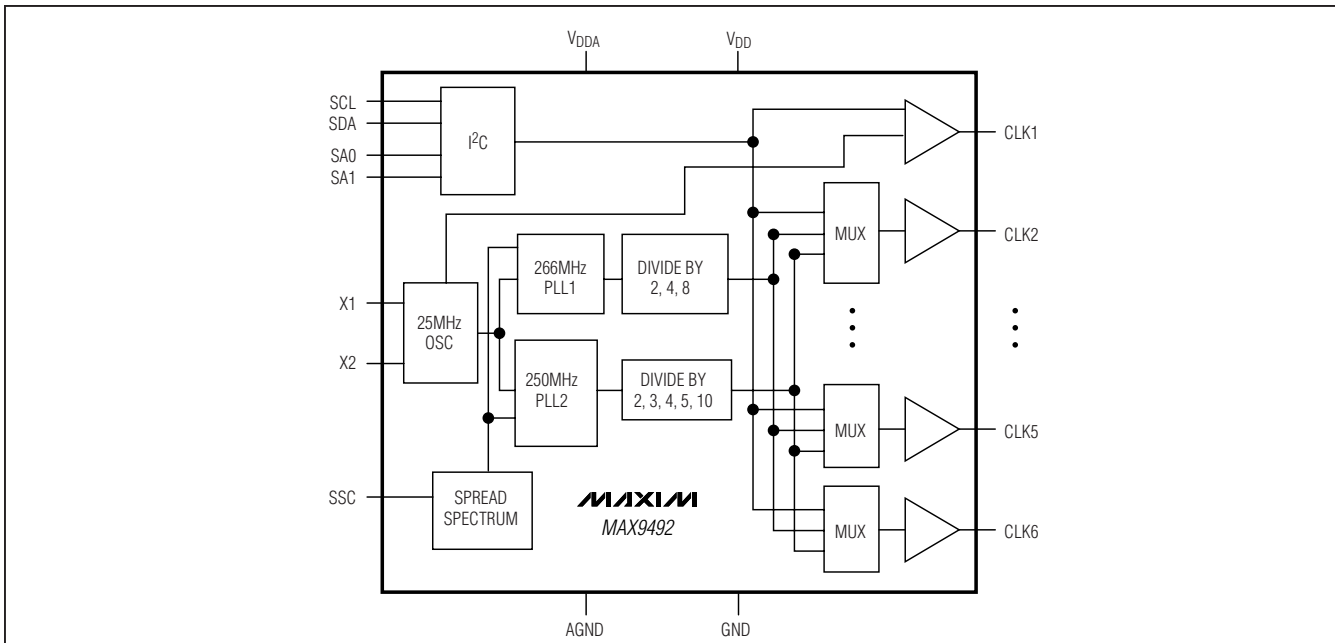 VDDA
VDD
SCL
SDA
SA0
SA1
I2C
CLK1
MUX
CLK2
266MHz
PLL1
DIVIDE BY
2, 4, 8
X1
X2
25MHz
OSC
250MHz
PLL2
DIVIDE BY
2, 3, 4, 5, 10
MUX
CLK5
SSC
SPREAD
SPECTRUM
MAXIM
MAX9492
MUX
CLK6
AGND
GND